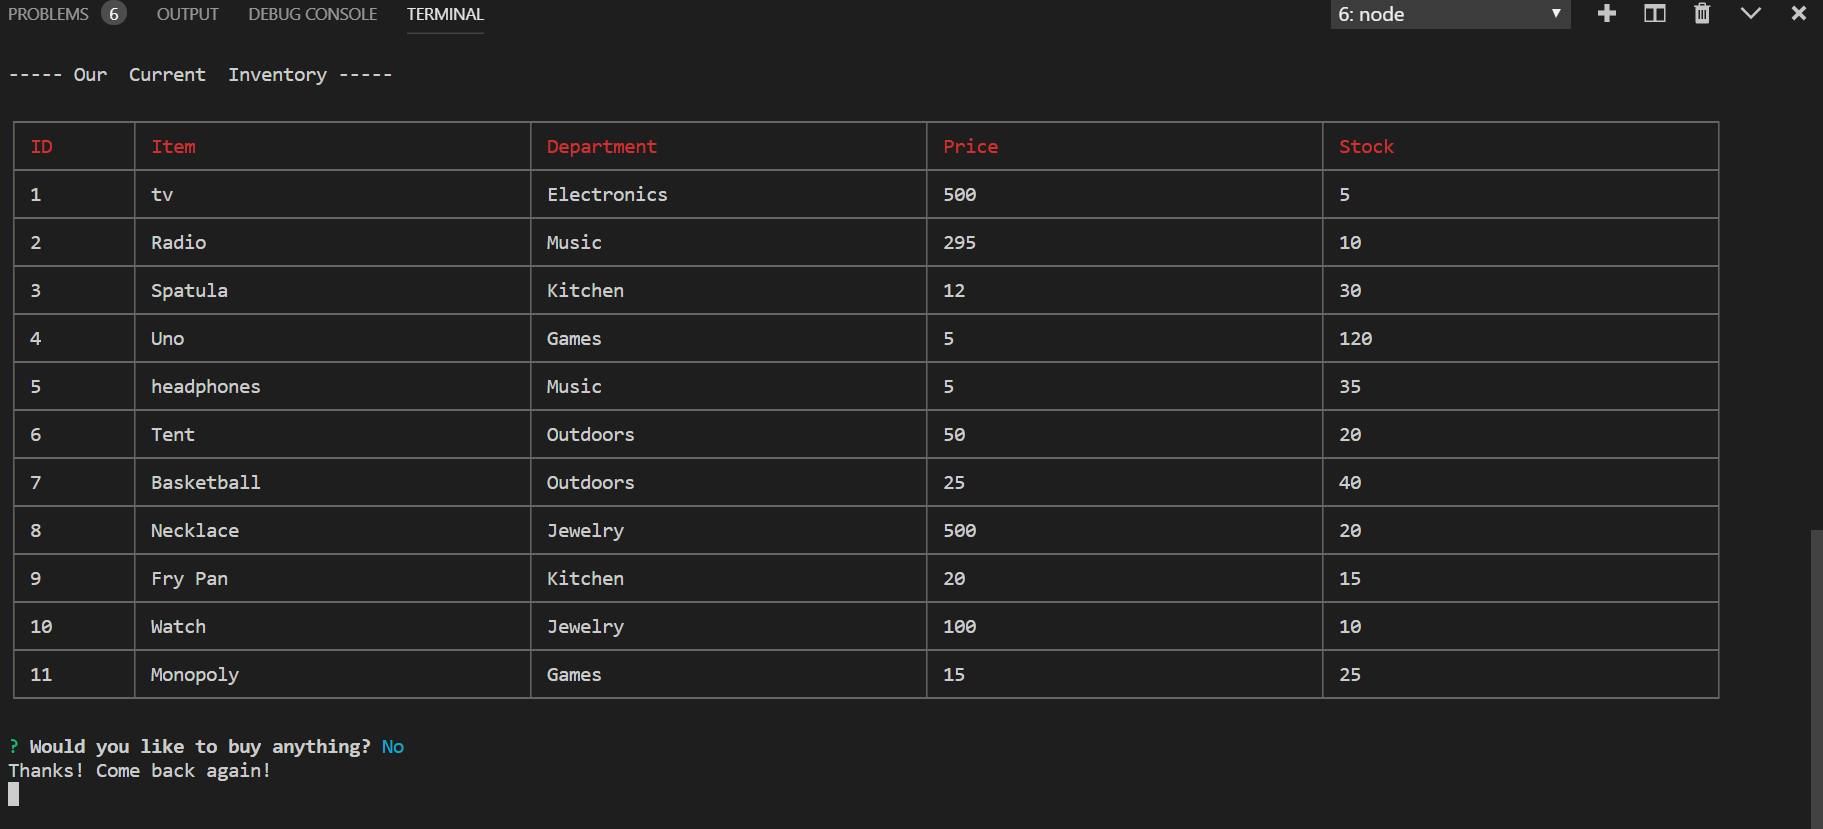 PROBLEMS 6 OUTPUT DEBUG CONSOLE TERMINAL 6: node
----- Our  Current  Inventory -----
ID Item Department Price Stock
1 tv Electronics 500 5
2 Radio Music 295 10
3 Spatula Kitchen 12 30
4 Uno Games 5 120
5 headphones Music 5 35
6 Tent Outdoors 50 20
7 Basketball Outdoors 25 40
8 Necklace Jewelry 500 20
9 Fry Pan Kitchen 20 15
10 Watch Jewelry 100 10
11 Monopoly Games 15 25
? Would you like to buy anything? No
Thanks! Come back again!